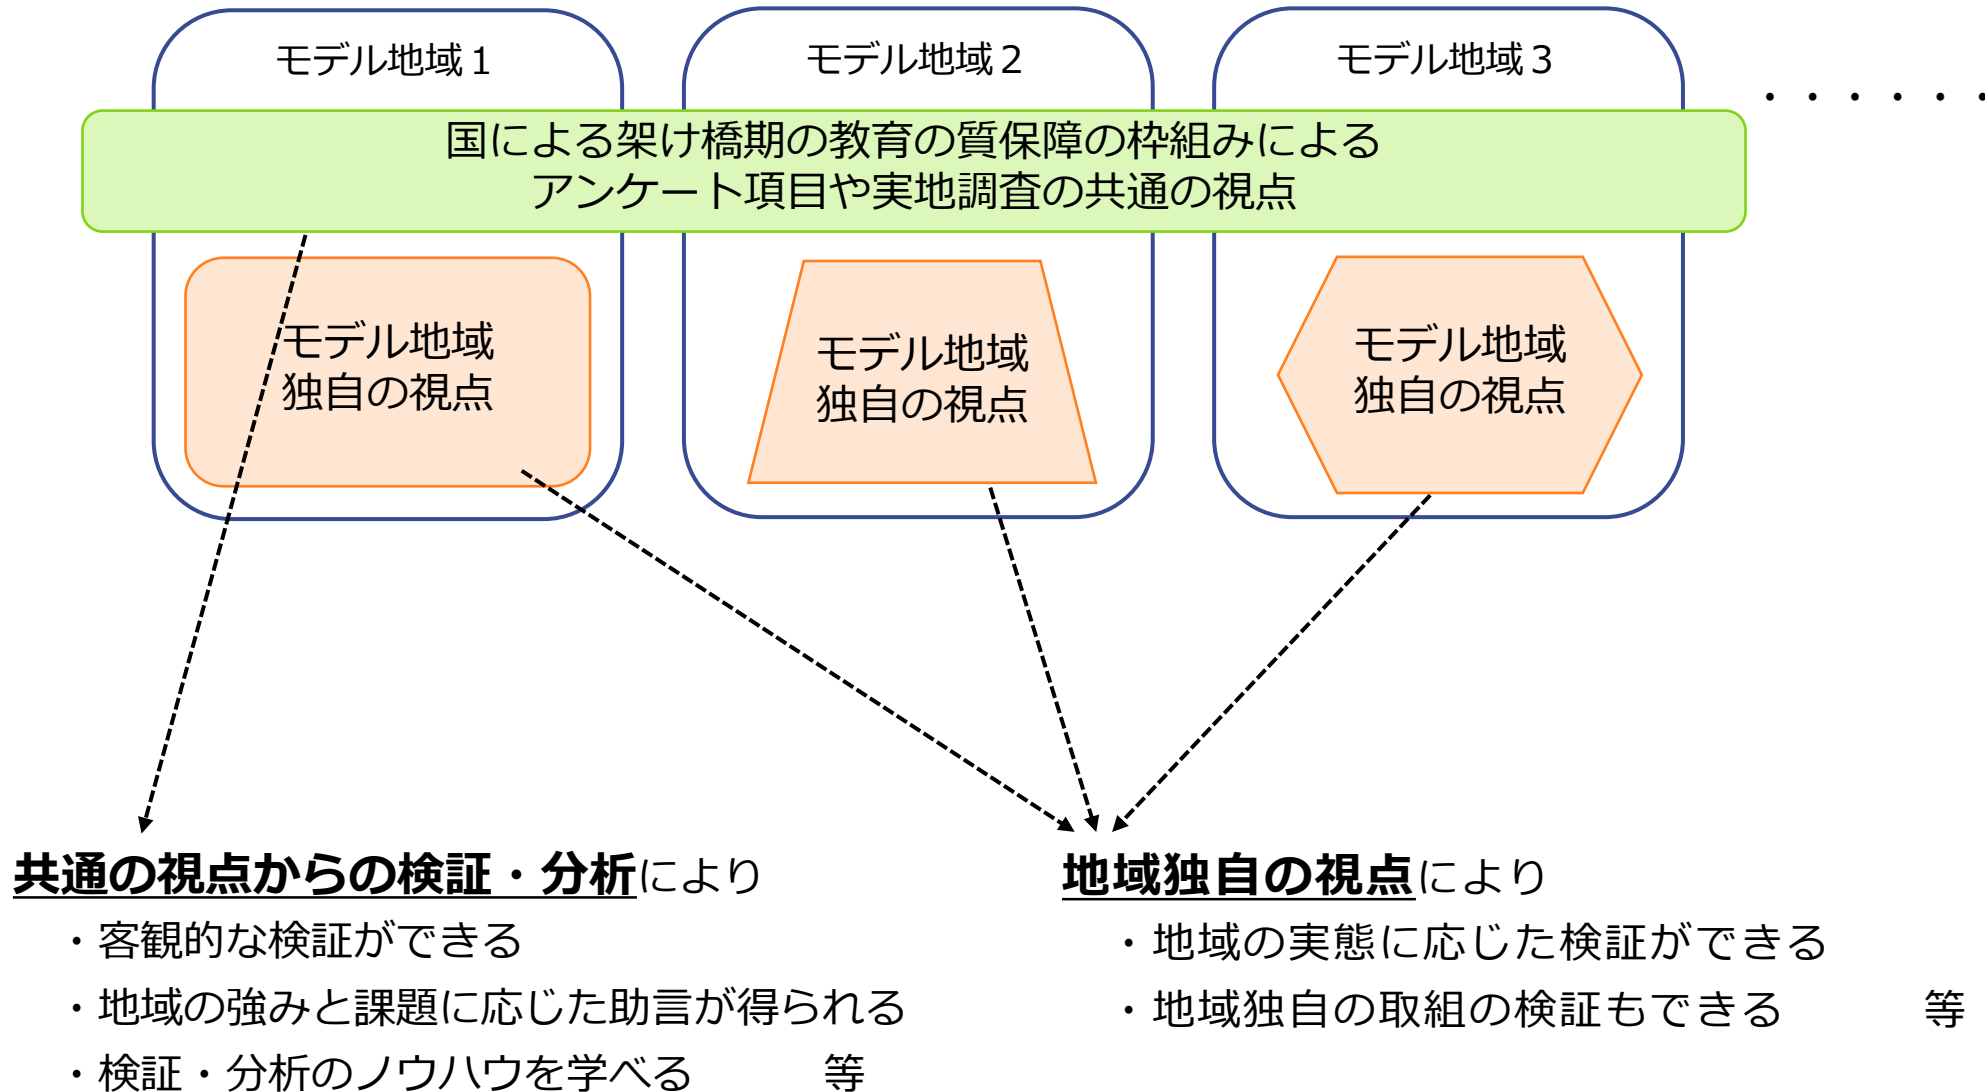 モデル地域1
モデル地域2
モデル地域3
・・・・・・
国による架け橋期の教育の質保障の枠組みによる
アンケート項目や実地調査の共通の視点
モデル地域
独自の視点
モデル地域
独自の視点
モデル地域
独自の視点
共通の視点からの検証・分析により
・客観的な検証ができる
・地域の強みと課題に応じた助言が得られる
・検証・分析のノウハウを学べる　　　等
地域独自の視点により
・地域の実態に応じた検証ができる
・地域独自の取組の検証もできる　　　等